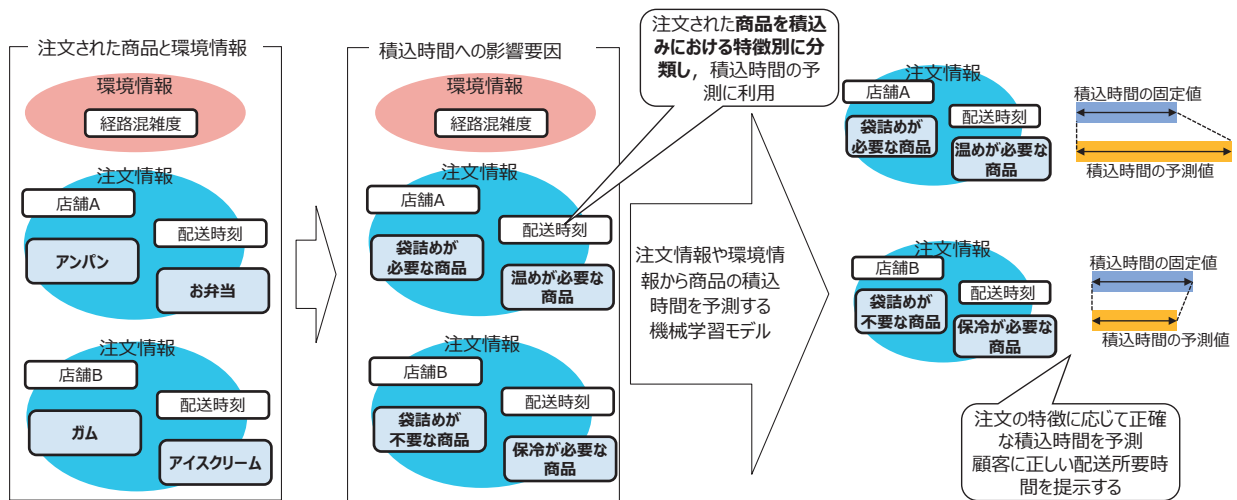 注文された商品と環境情報
環境情報
経路混雑度
注文情報
店舗A
配送時刻
アンパン
お弁当
注文情報
店舗B
配送時刻
ガム
アイスクリーム
積込時間への影響要因
環境情報
経路混雑度
注文情報
店舗A
配送時刻
袋詰めが
必要な商品
温めが必要な
商品
注文情報
店舗B
配送時刻
袋詰めが
不要な商品
保冷が必要な
商品
注文された商品を積込
みにおける特徴別に分
類し，積込時間の予
測に利用
注文情報や環境情
報から商品の積込
時間を予測する
機械学習モデル
注文情報
店舗A
配送時刻
袋詰めが
必要な商品
温めが必要な
商品
積込時間の固定値
積込時間の予測値
注文情報
店舗B
配送時刻
袋詰めが
不要な商品
保冷が必要な
商品
積込時間の固定値
積込時間の予測値
注文の特徴に応じて正確
な積込時間を予測
顧客に正しい配送所要時
間を提示する